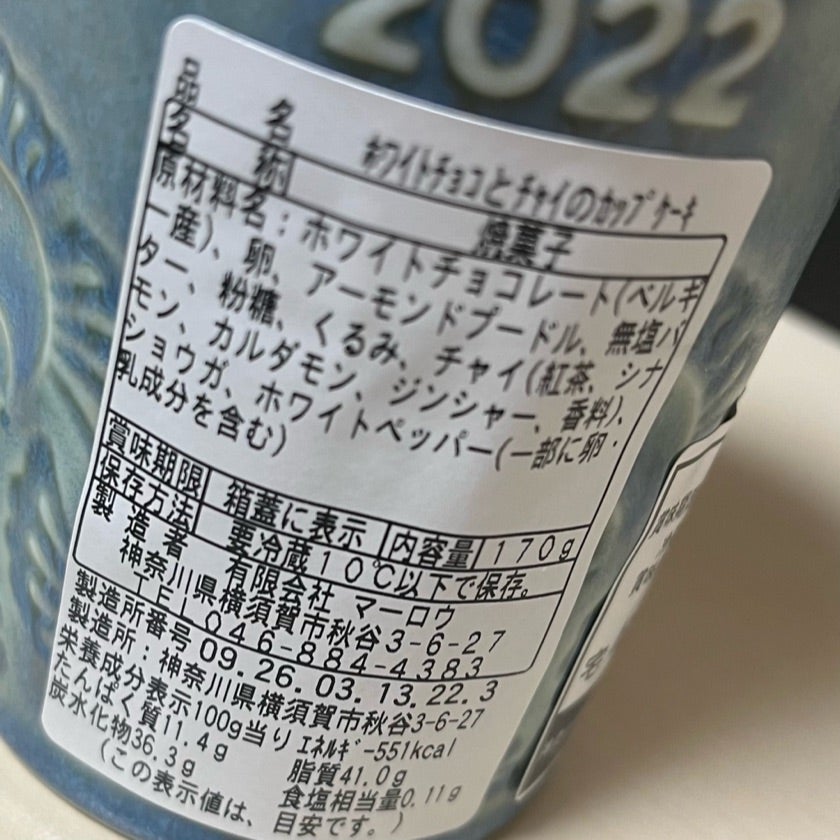 2022
品名 ホワイトチョコとチャイのカップケーキ
名称 焼菓子
原材料名：ホワイトチョコレート(ベルギ
ー産)、卵、アーモンドプードル、無塩バ
ター、粉糖、くるみ、チャイ(紅茶、シナ
モン、カルダモン、ジンジャー、香料)、
ショウガ、ホワイトペッパー(一部に卵・
乳成分を含む)
賞味期限 箱蓋に表示 内容量 170g
保存方法 要冷蔵10℃以下で保存。
製造者 有限会社 マーロウ
神奈川県横須賀市秋谷3-6-27
TEL 046-884-4383
製造所番号 09.26.03.13.22.3
製造所：神奈川県横須賀市秋谷3-6-27
栄養成分表示100g当り エネルギー551kcal
たんぱく質11.4g 脂質41.0g
炭水化物36.3g 食塩相当量0.11g
(この表示値は、目安です。)